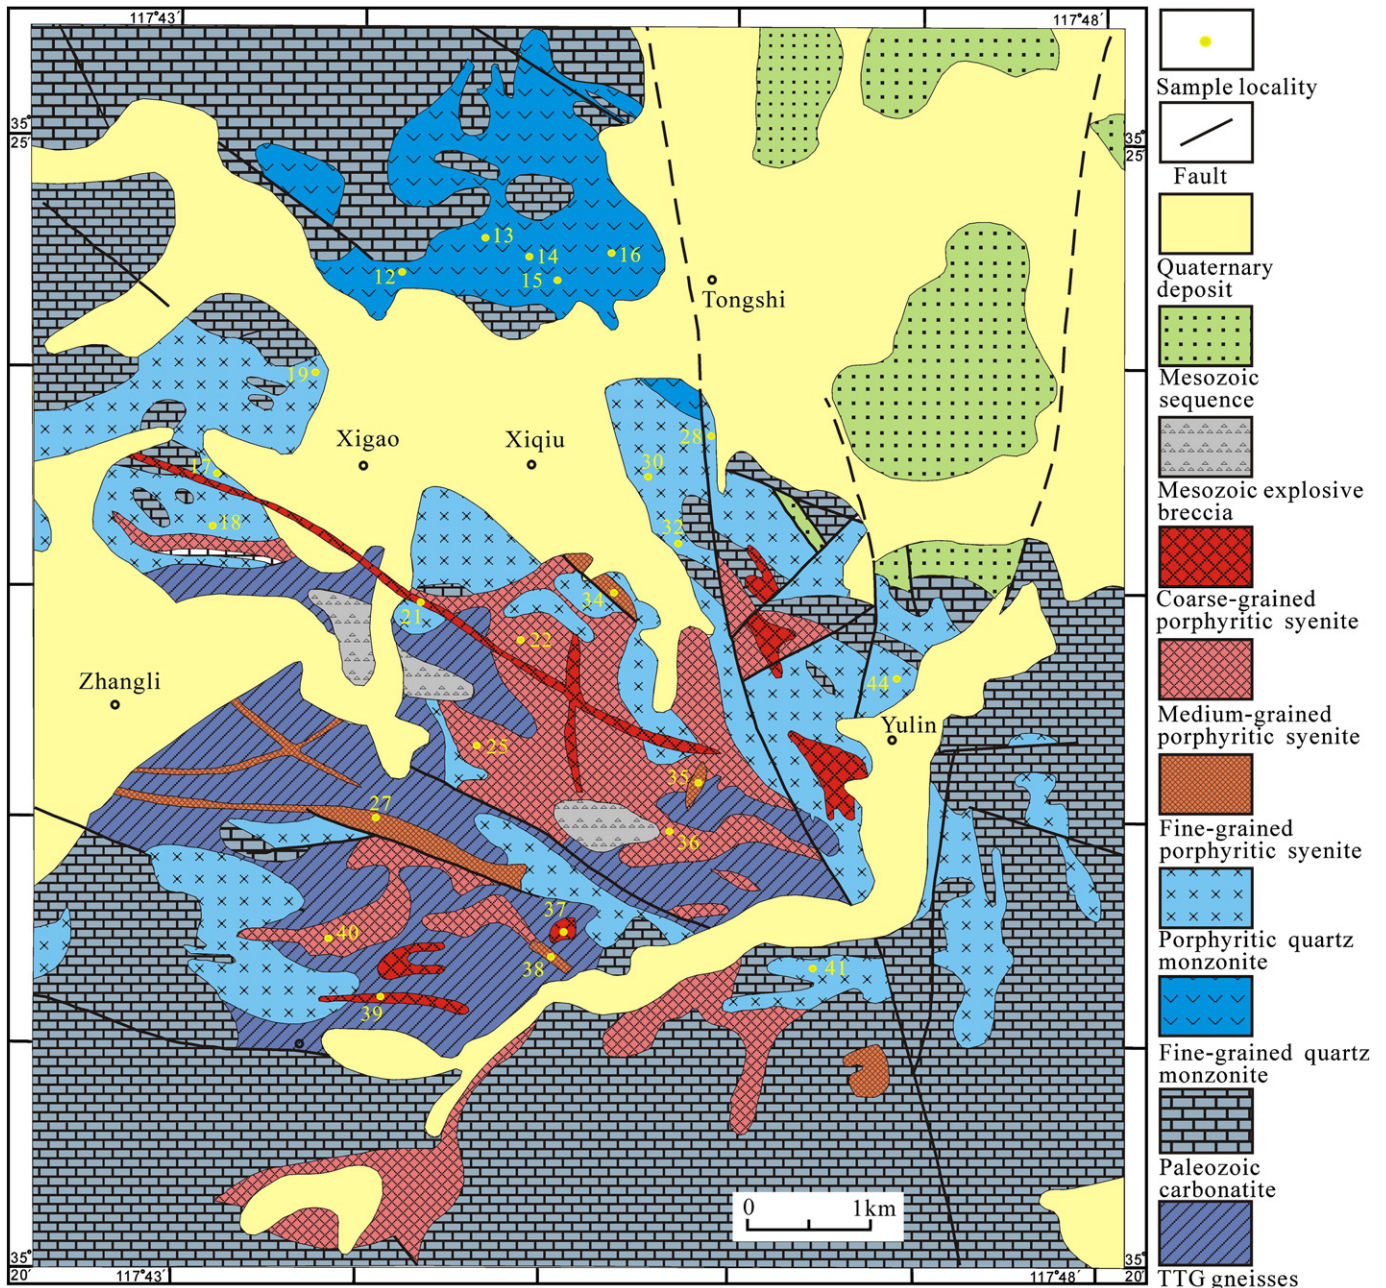 117°43′
117°48′
35°
25′
35°
25′
13
14
16
12
15
Tongshi
19
28
Xigao
Xiqiu
17
30
18
32
34
21
22
44
Zhangli
Yulin
25
35
27
36
37
40
38
41
39
0
1km
35°
20′
35°
20′
117°43′
117°48′
Sample locality
Fault
Quaternary
deposit
Mesozoic
sequence
Mesozoic explosive
breccia
Coarse-grained
porphyritic syenite
Medium-grained
porphyritic syenite
Fine-grained
porphyritic syenite
Porphyritic quartz
monzonite
Fine-grained quartz
monzonite
Paleozoic
carbonatite
TTG gneisses